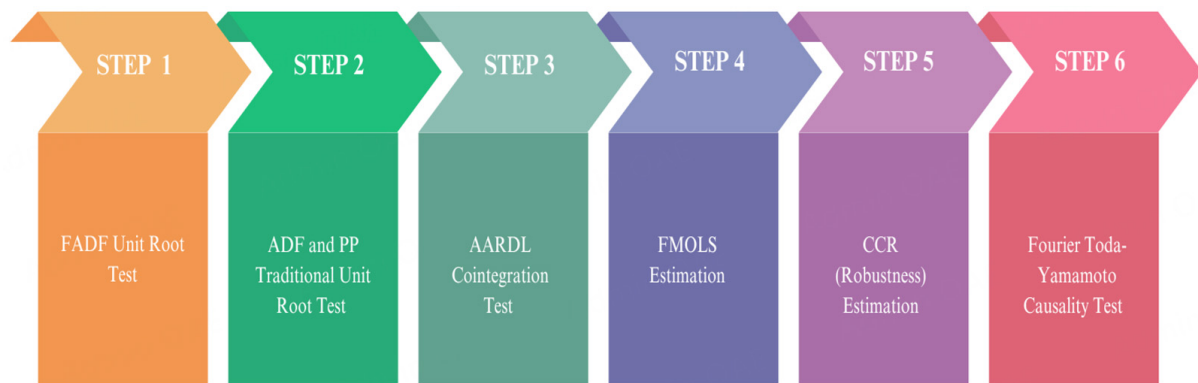 STEP 1
FADF Unit Root
Test
STEP 2
ADF and PP
Traditional Unit
Root Test
STEP 3
AARDL
Cointegration
Test
STEP 4
FMOLS
Estimation
STEP 5
CCR
(Robustness)
Estimation
STEP 6
Fourier Toda-
Yamamoto
Causality Test